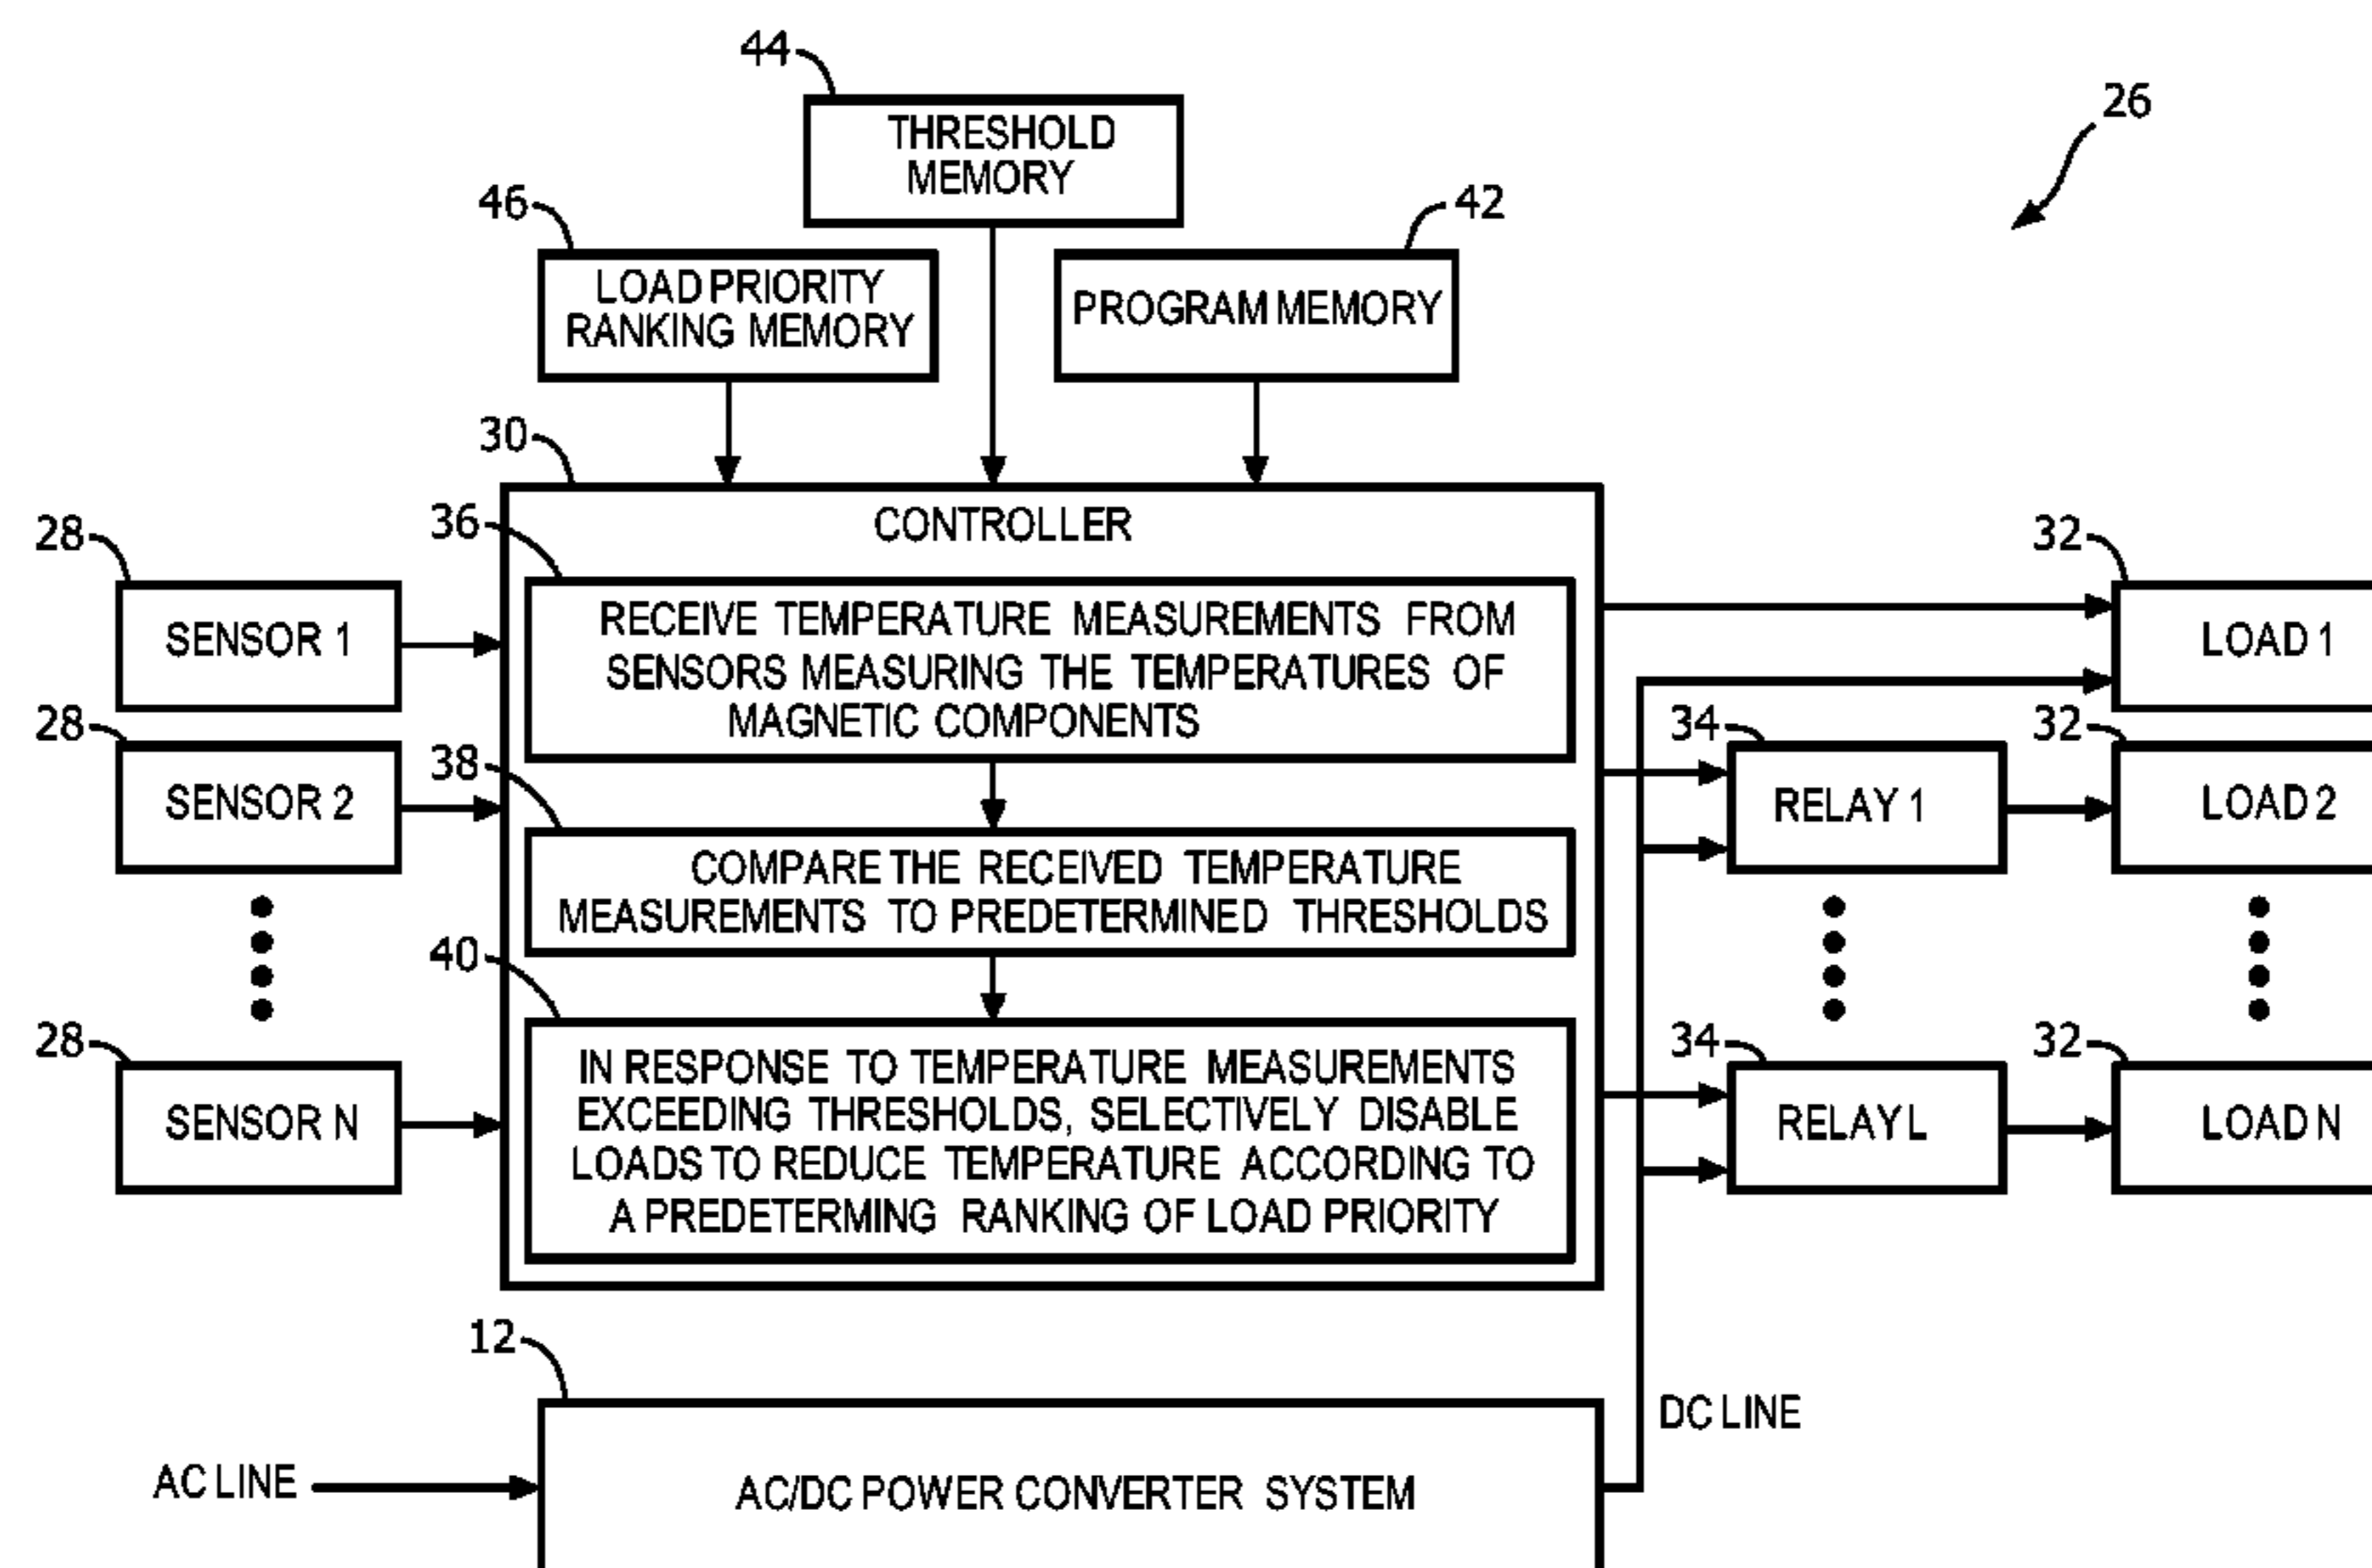 44
THRESHOLD
MEMORY
26
46
LOAD PRIORITY
RANKING MEMORY
42
PROGRAM MEMORY
30
CONTROLLER
36
RECEIVE TEMPERATURE MEASUREMENTS FROM
SENSORS MEASURING THE TEMPERATURES OF
MAGNETIC COMPONENTS
28
SENSOR 1
32
LOAD 1
28
SENSOR 2
38
COMPARE THE RECEIVED TEMPERATURE
MEASUREMENTS TO PREDETERMINED THRESHOLDS
34
RELAY 1
32
LOAD 2
40
IN RESPONSE TO TEMPERATURE MEASUREMENTS
EXCEEDING THRESHOLDS, SELECTIVELY DISABLE
LOADS TO REDUCE TEMPERATURE ACCORDING TO
A PREDETERMING RANKING OF LOAD PRIORITY
28
SENSOR N
34
RELAY L
32
LOAD N
12
AC LINE
AC/DC POWER CONVERTER SYSTEM
DC LINE